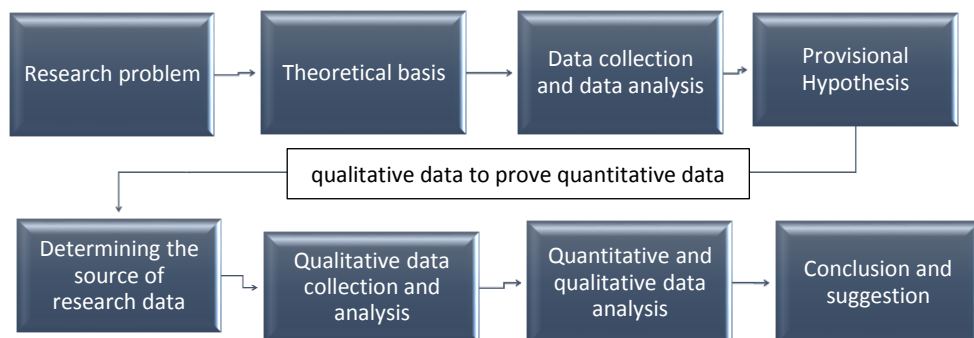 Research problem
Theoretical basis
Data collection
and data analysis
Provisional
Hypothesis
qualitative data to prove quantitative data
Determining the
source of
research data
Qualitative data
collection and
analysis
Quantitative and
qualitative data
analysis
Conclusion and
suggestion